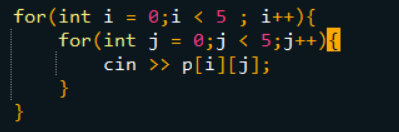 for(int i = 0;i < 5 ; i++){
    for(int j = 0;j < 5;j++){
        cin >> p[i][j];
    }
}